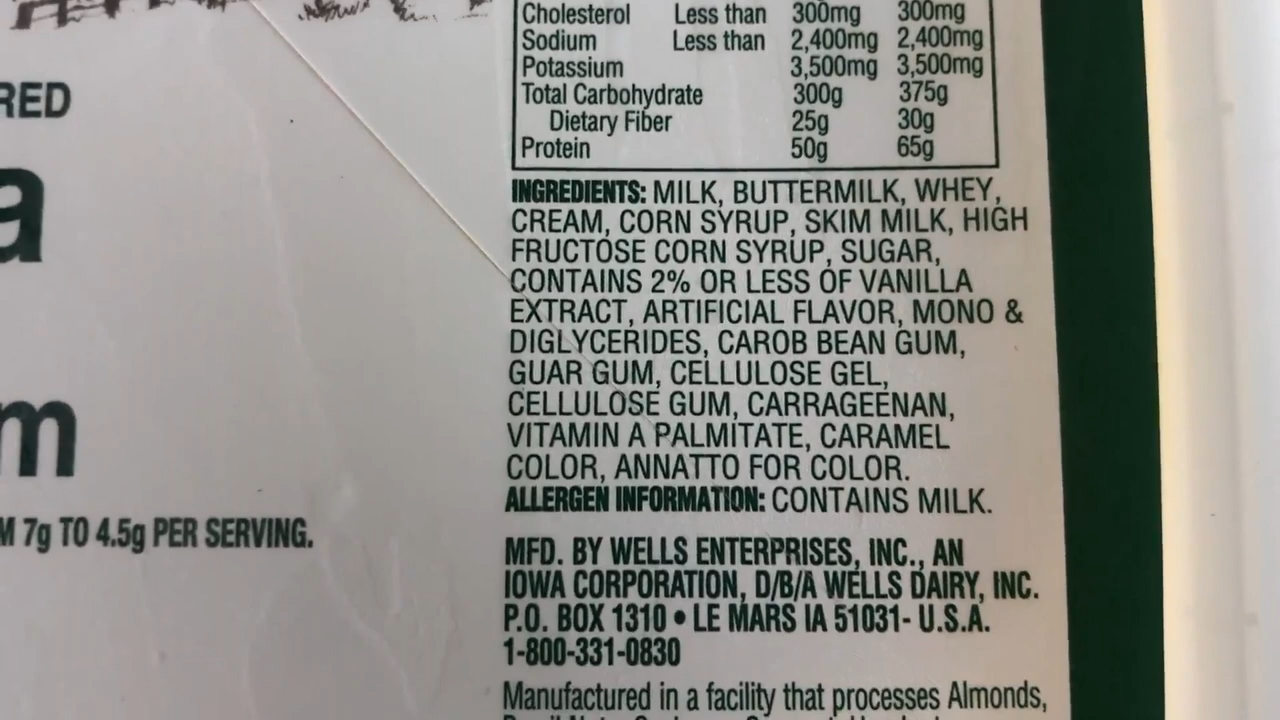 RED
a
m
M 7g TO 4.5g PER SERVING.
Cholesterol Less than 300mg 300mg
Sodium Less than 2,400mg 2,400mg
Potassium 3,500mg 3,500mg
Total Carbohydrate 300g 375g
Dietary Fiber 25g 30g
Protein 50g 65g
INGREDIENTS: MILK, BUTTERMILK, WHEY,
CREAM, CORN SYRUP, SKIM MILK, HIGH
FRUCTOSE CORN SYRUP, SUGAR,
CONTAINS 2% OR LESS OF VANILLA
EXTRACT, ARTIFICIAL FLAVOR, MONO &
DIGLYCERIDES, CAROB BEAN GUM,
GUAR GUM, CELLULOSE GEL,
CELLULOSE GUM, CARRAGEENAN,
VITAMIN A PALMITATE, CARAMEL
COLOR, ANNATTO FOR COLOR.
ALLERGEN INFORMATION: CONTAINS MILK.
MFD. BY WELLS ENTERPRISES, INC., AN
IOWA CORPORATION, D/B/A WELLS DAIRY, INC.
P.O. BOX 1310 • LE MARS IA 51031- U.S.A.
1-800-331-0830
Manufactured in a facility that processes Almonds,